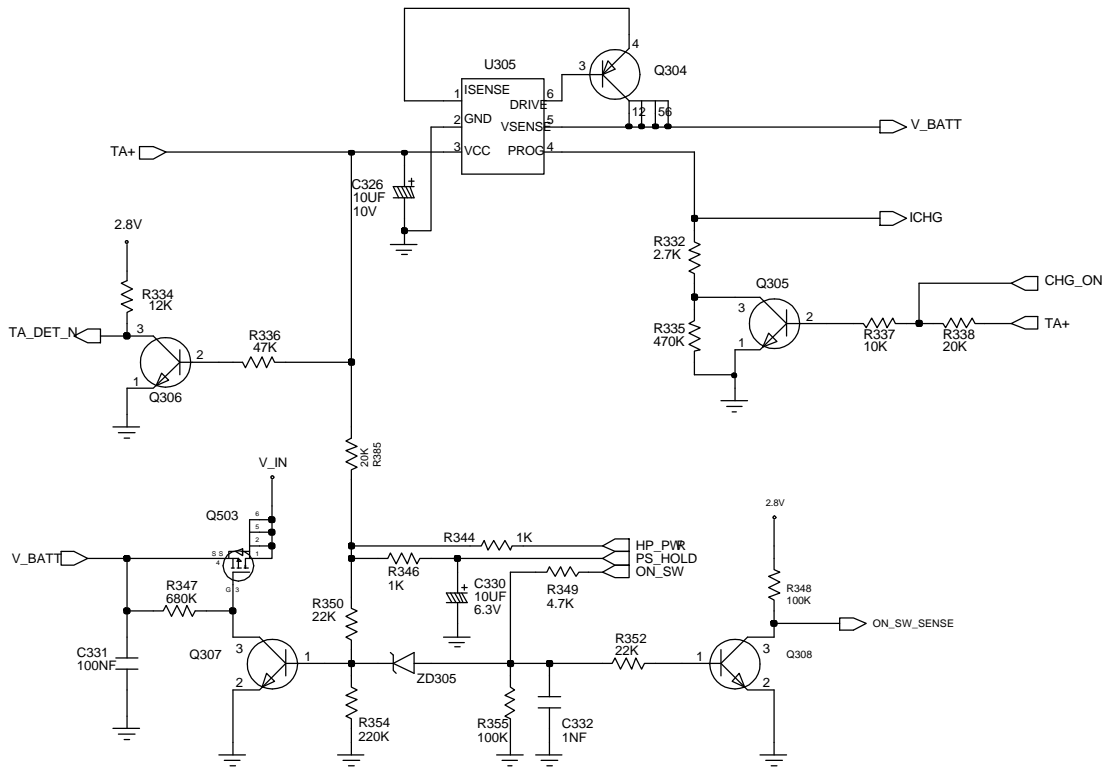 4
U305
3
Q304
1
ISENSE
DRIVE
6
12
56
2
GND
VSENSE
5
V_BATT
TA+
3
VCC
PROG
4
C326
10UF
10V
ICHG
2.8V
R332
2.7K
R334
12K
Q305
CHG_ON
TA_DET_N
3
R336
47K
2
1
Q306
R335
470K
3
2
1
R337
10K
R338
20K
TA+
20K
R385
V_IN
Q503
6
5
2
1
S S
4
G
3
V_BATT
2.8V
R344
1K
HP_PWR
PS_HOLD
ON_SW
R346
1K
C330
10UF
6.3V
R349
4.7K
R347
680K
R350
22K
R348
100K
ON_SW_SENSE
C331
100NF
Q307
3
1
2
ZD305
R352
22K
1
3
Q308
2
R354
220K
R355
100K
C332
1NF